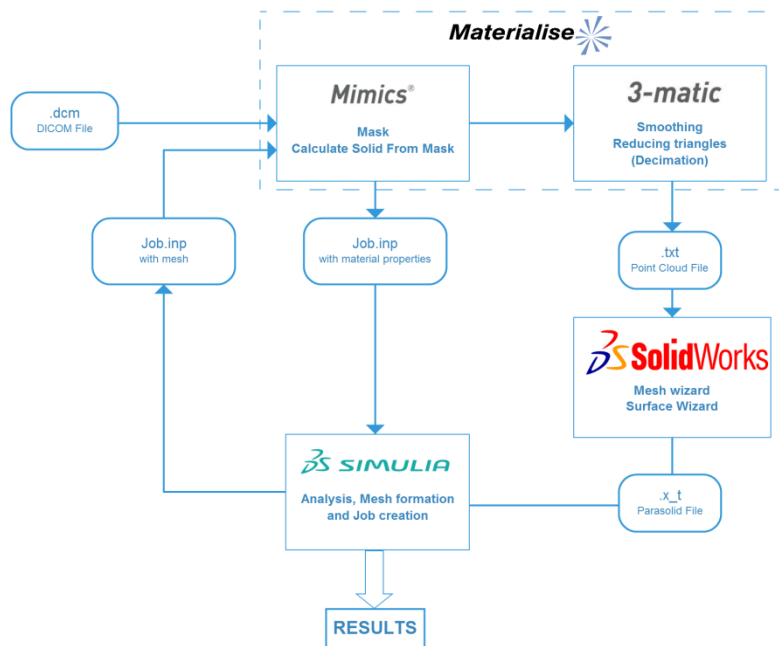 Materialise
Mimics®
Mask
Calculate Solid From Mask
3-matic
Smoothing
Reducing triangles
(Decimation)
.dcm
DICOM File
Job.inp
with mesh
Job.inp
with material properties
.txt
Point Cloud File
SolidWorks
Mesh wizard
Surface Wizard
SIMULIA
Analysis, Mesh formation
and Job creation
.x_t
Parasolid File
RESULTS